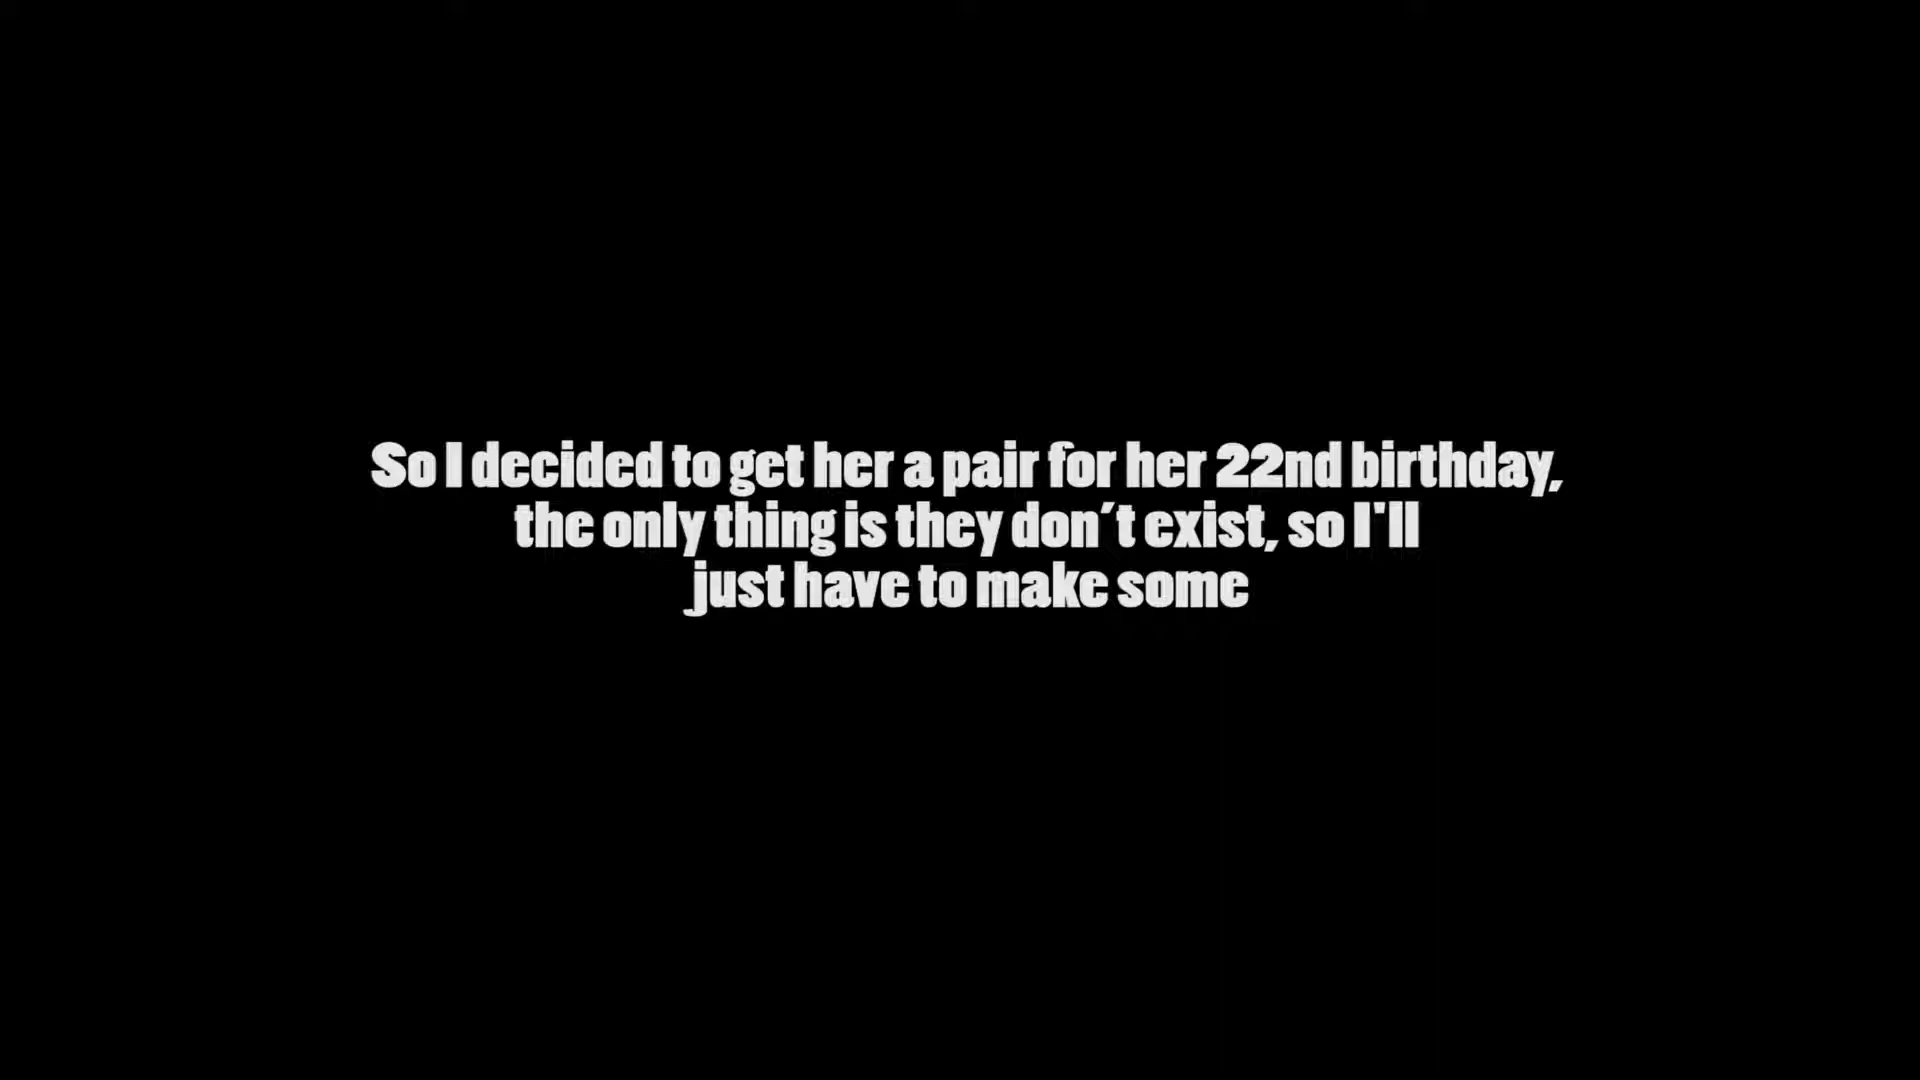 So I decided to get her a pair for her 22nd birthday,
the only thing is they don't exist, so I'll
just have to make some